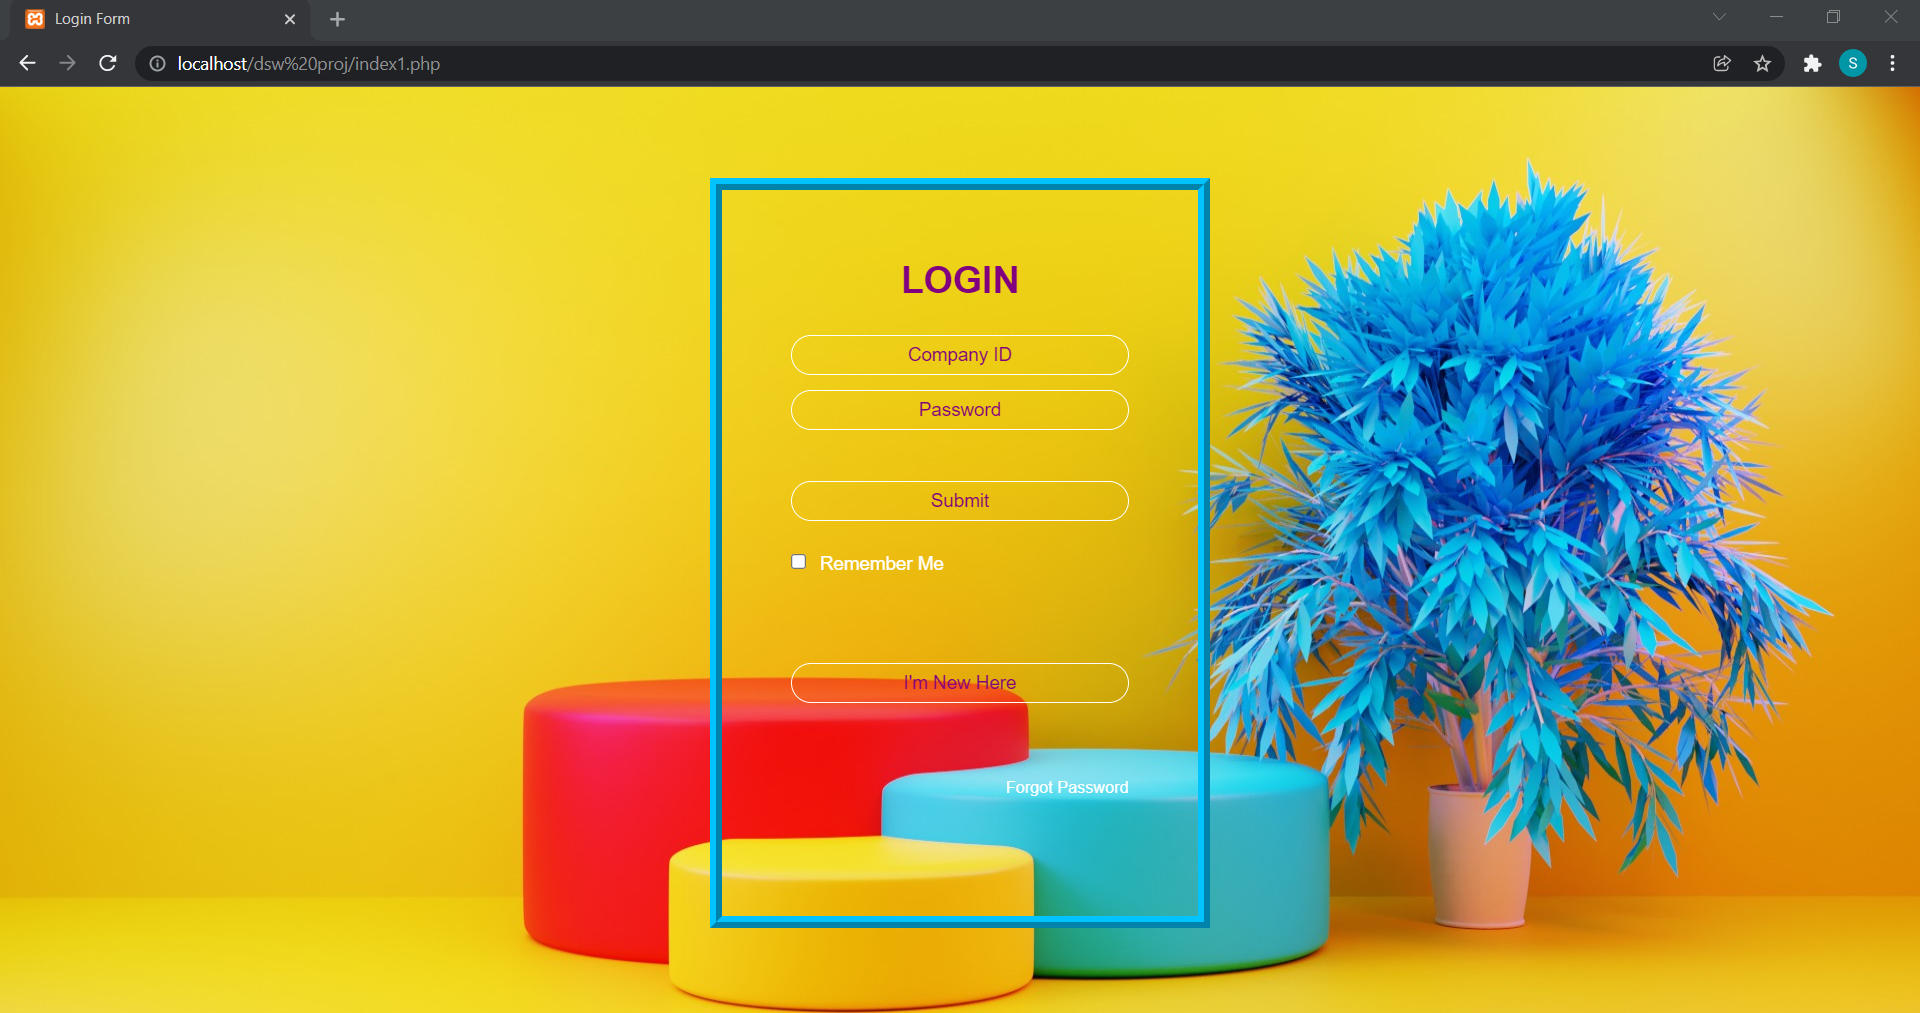 Login Form
localhost/dsw%20proj/index1.php
S
LOGIN
Company ID
Password
Submit
Remember Me
I'm New Here
Forgot Password